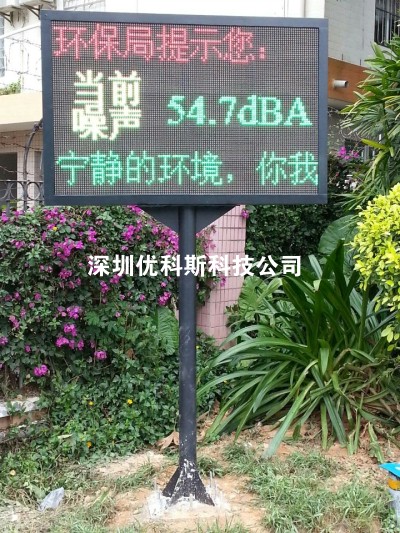 环保局提示您：
当前
噪声
54.7dBA
宁静的环境，你我
深圳优科斯科技公司